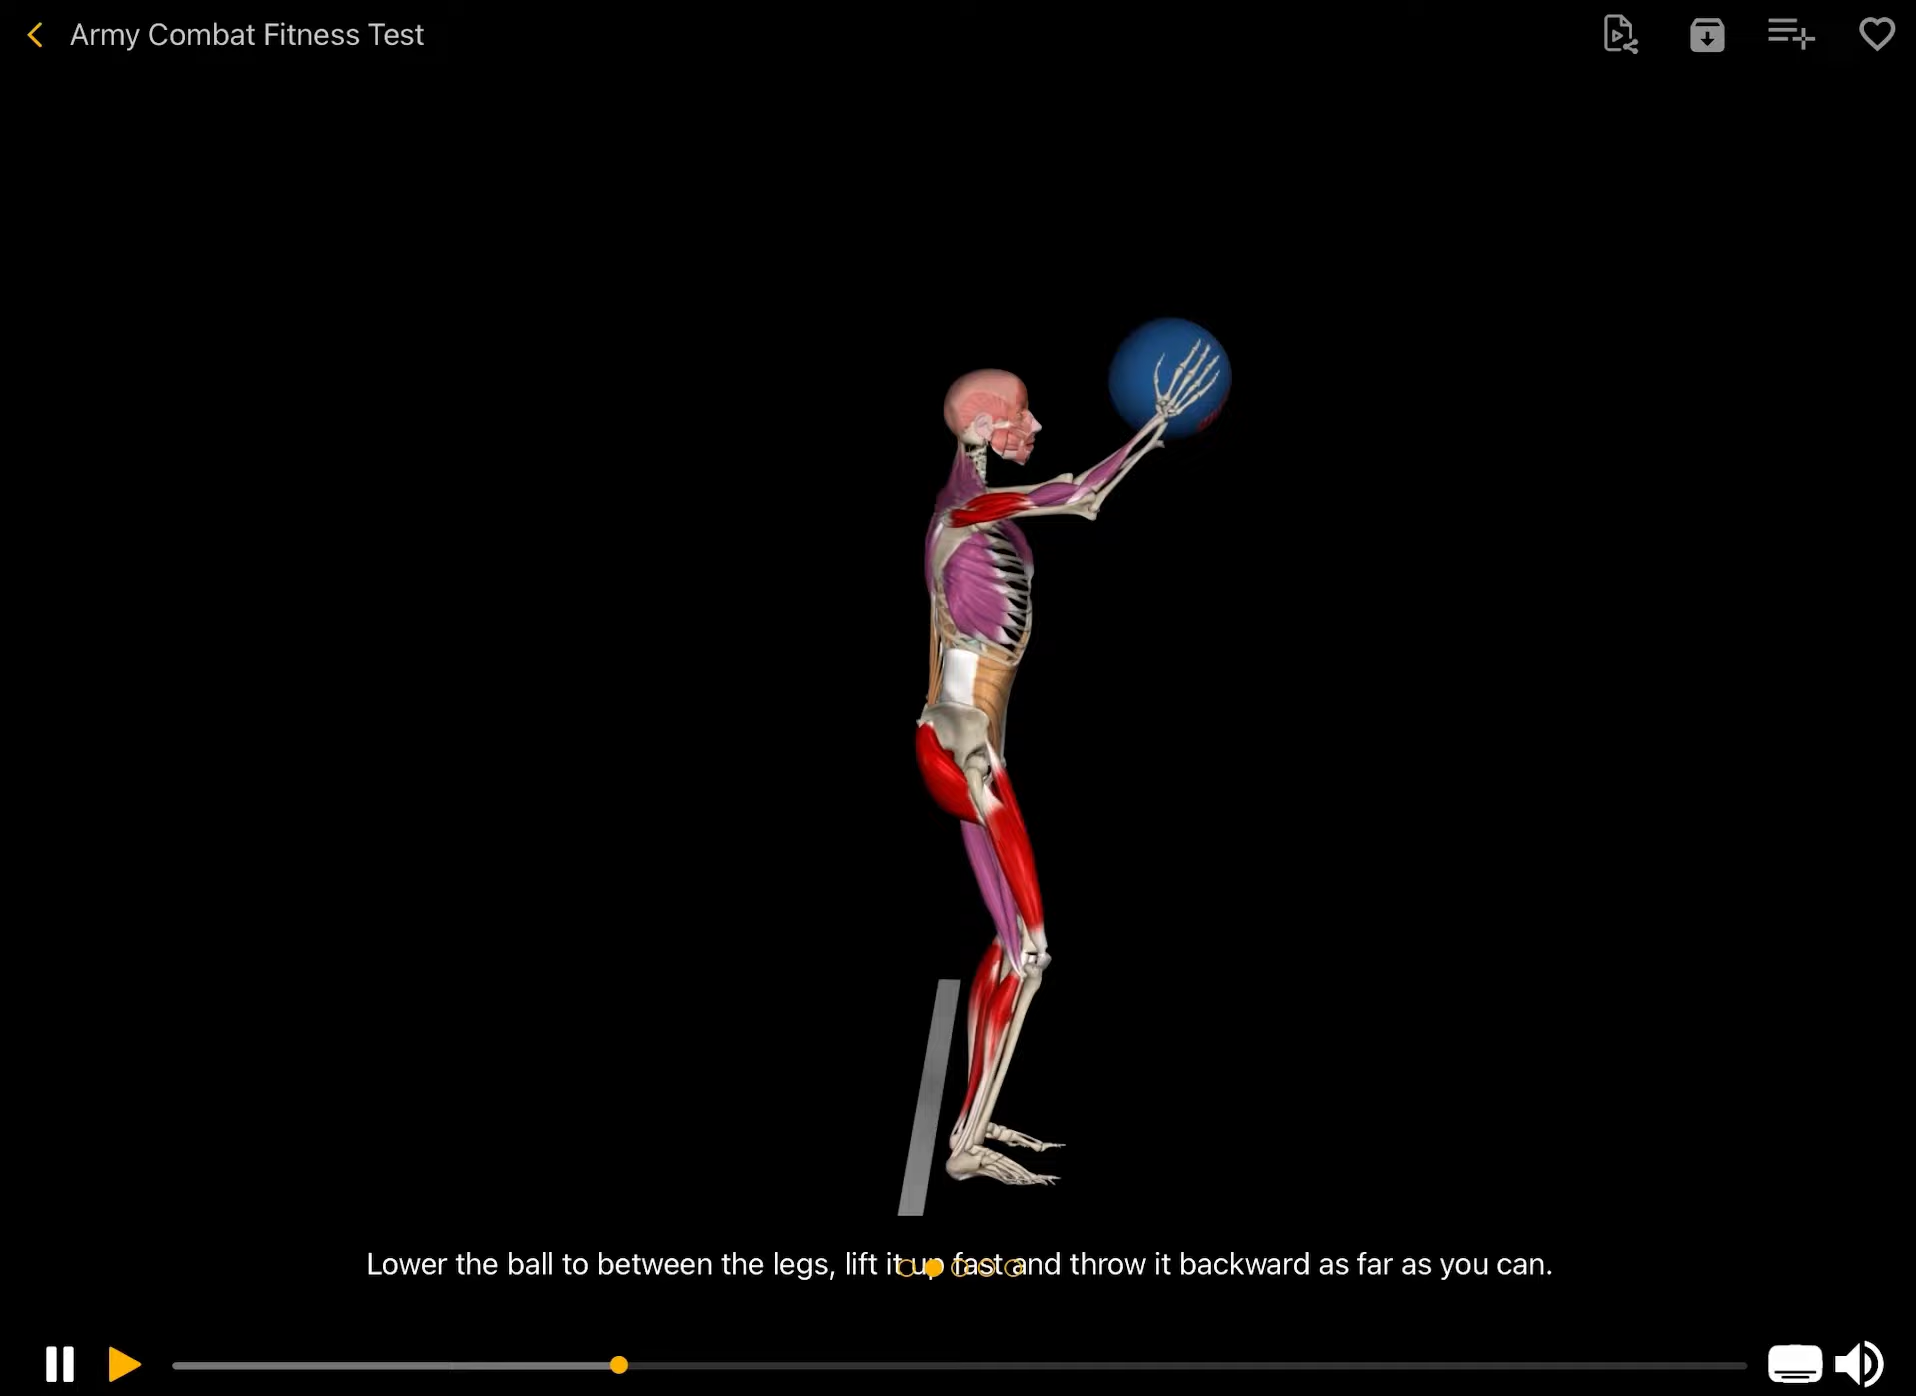 Army Combat Fitness Test
Lower the ball to between the legs, lift it up fast and throw it backward as far as you can.